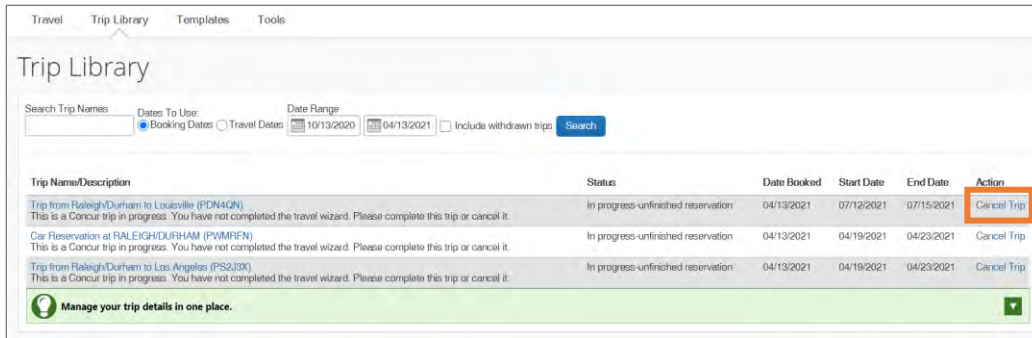 Travel Trip Library Templates Tools
Trip Library
Search Trip Names Dates To Use: Date Range
Booking Dates Travel Dates 10/13/2020 04/13/2021 Include withdrawn trips Search
Trip Name/Description Status Date Booked Start Date End Date Action
Trip from Raleigh/Durham to Louisville (PDN4QN) In progress-unfinished reservation 04/13/2021 07/12/2021 07/15/2021 Cancel Trip
This is a Concur trip in progress. You have not completed the travel wizard. Please complete this trip or cancel it.
Car Reservation at RALEIGH/DURHAM (PWMRFN) In progress-unfinished reservation 04/13/2021 04/19/2021 04/23/2021 Cancel Trip
This is a Concur trip in progress. You have not completed the travel wizard. Please complete this trip or cancel it.
Trip from Raleigh/Durham to Los Angeles (PS2J3X) In progress-unfinished reservation 04/13/2021 04/19/2021 04/23/2021 Cancel Trip
This is a Concur trip in progress. You have not completed the travel wizard. Please complete this trip or cancel it.
Manage your trip details in one place.